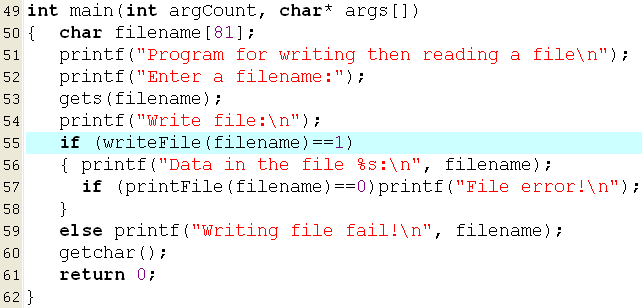 49 int main(int argCount, char* args[])
50 {  char filename[81];
51    printf("Program for writing then reading a file\n");
52    printf("Enter a filename:");
53    gets(filename);
54    printf("Write file:\n");
55    if (writeFile(filename)==1)
56    { printf("Data in the file %s:\n", filename);
57      if (printFile(filename)==0)printf("File error!\n");
58    }
59    else printf("Writing file fail!\n", filename);
60    getchar();
61    return 0;
62 }